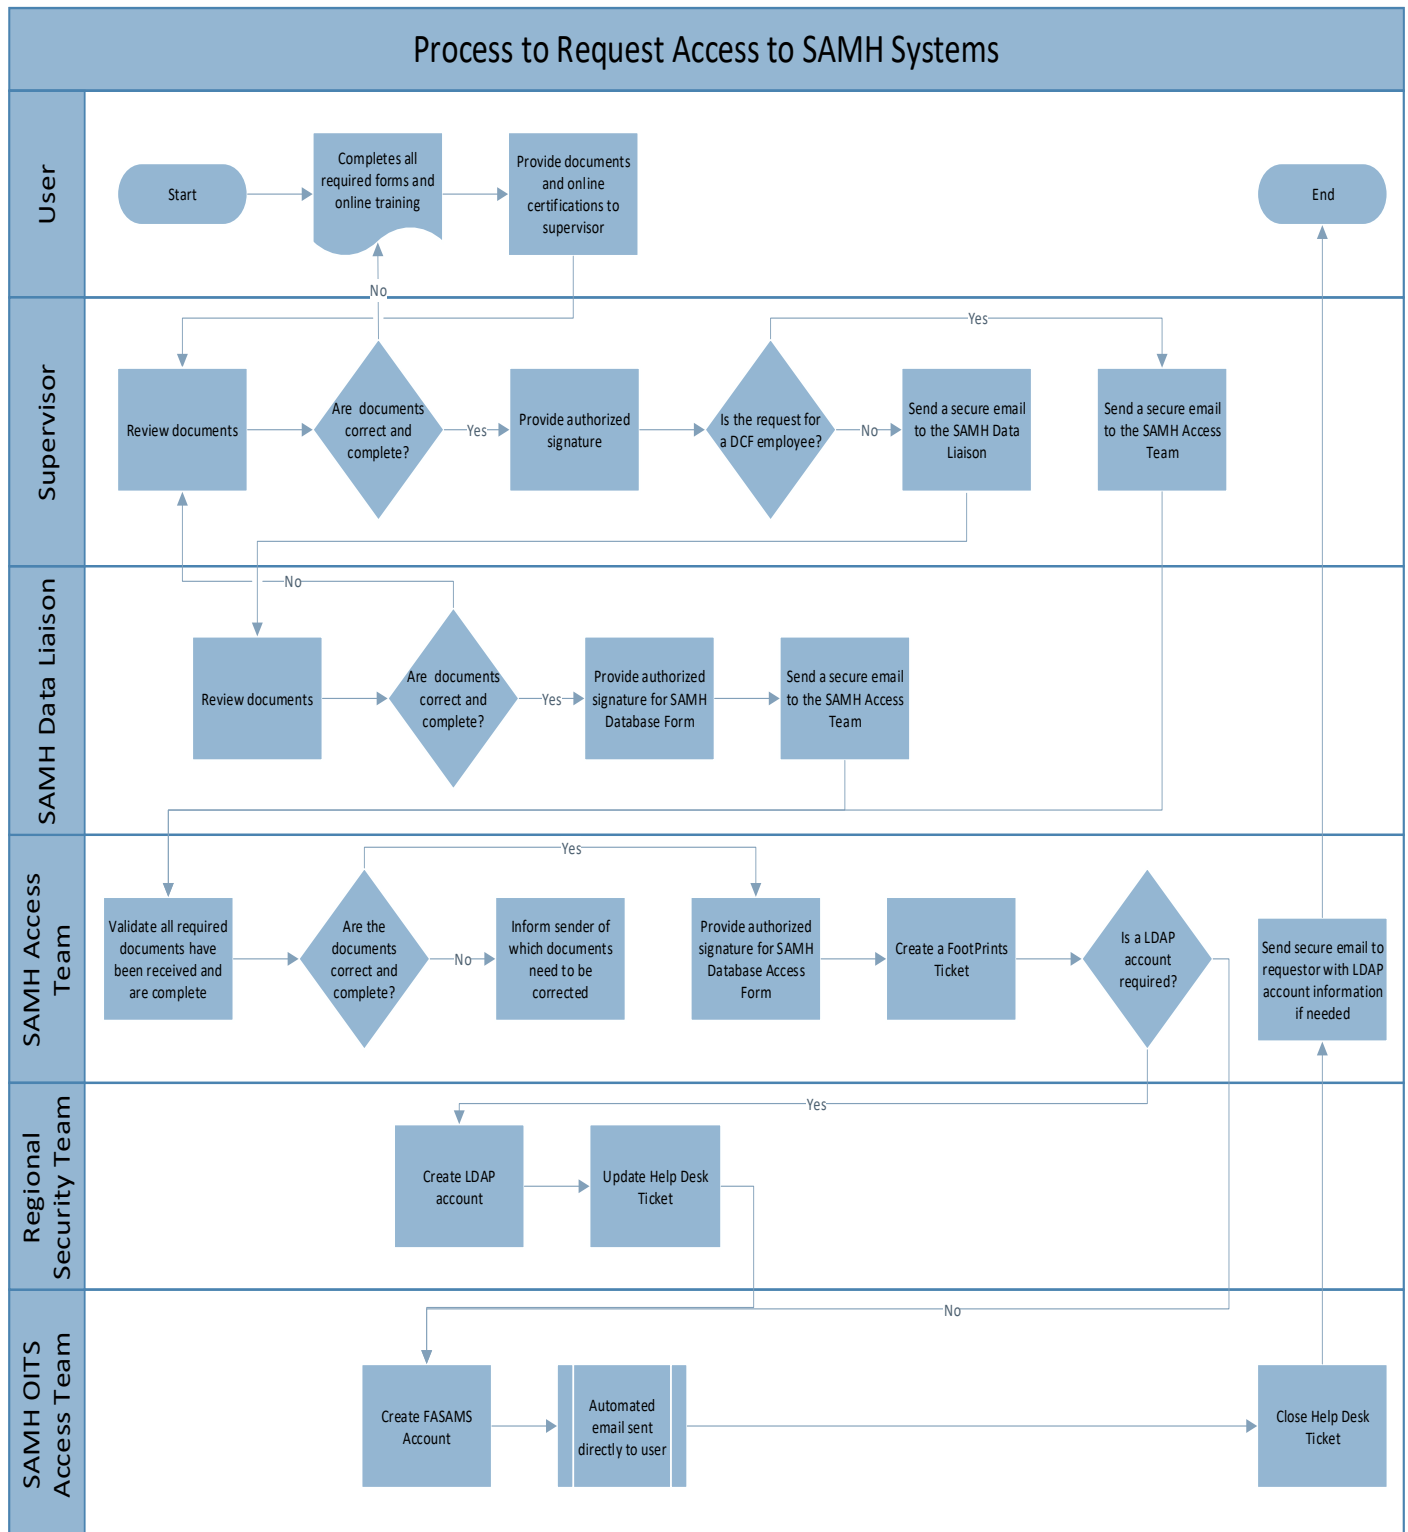 Process to Request Access to SAMH Systems
User
Start
Completes all
required forms and
online training
Provide documents
and online
certifications to
supervisor
End
No
Supervisor
Review documents
Are  documents
correct and
complete?
Yes
Provide authorized
signature
Is the request for
a DCF employee?
Yes
No
Send a secure email
to the SAMH Data
Liaison
Send a secure email
to the SAMH Access
Team
SAMH Data Liaison
No
Review documents
Are  documents
correct and
complete?
Yes
Provide authorized
signature for SAMH
Database Form
Send a secure email
to the SAMH Access
Team
SAMH Access
Team
Validate all required
documents have
been received and
are complete
Are the
documents
correct and
complete?
Yes
No
Inform sender of
which documents
need to be
corrected
Provide authorized
signature for SAMH
Database Access
Form
Create a FootPrints
Ticket
Is a LDAP
account
required?
Send secure email to
requestor with LDAP
account information
if needed
Regional
Security Team
Yes
Create LDAP
account
Update Help Desk
Ticket
SAMH OITS
Access Team
No
Create FASAMS
Account
Automated
email sent
directly to user
Close Help Desk
Ticket